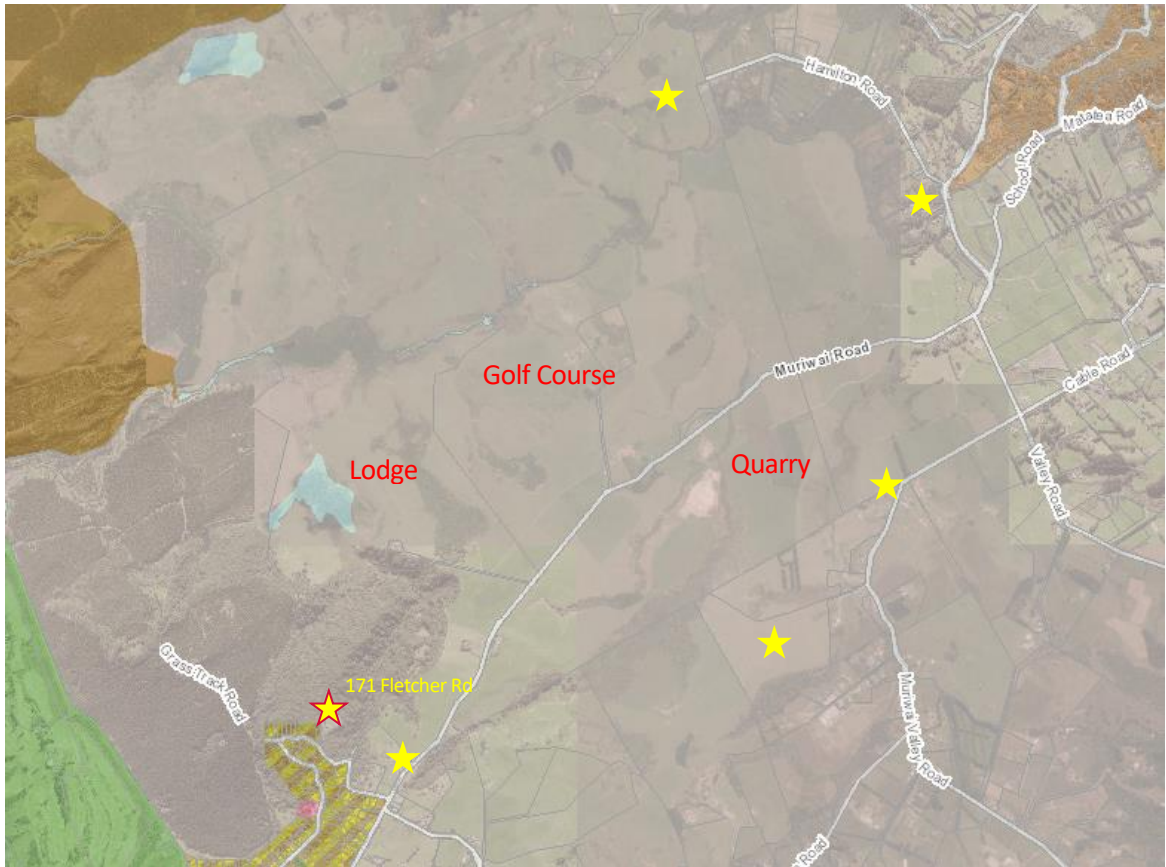 Hamilton Road
Matatea Road
School Road
Muriwai Road
Golf Course
Cable Road
Lodge
Quarry
Valley Road
Grass Track Road
171 Fletcher Rd
Muriwai Valley Road
Road